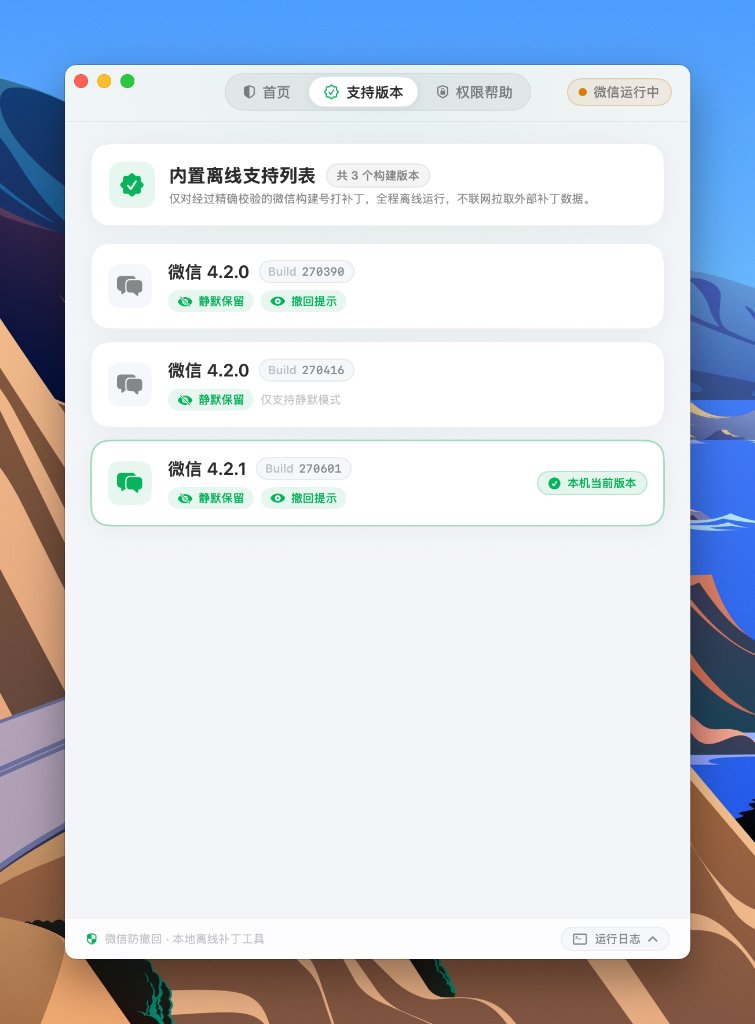 首页 支持版本 权限帮助 微信运行中
内置离线支持列表 共 3 个构建版本
仅对经过精确校验的微信构建号打补丁，全程离线运行，不联网拉取外部补丁数据。
微信 4.2.0 Build 270390
静默保留 撤回提示
微信 4.2.0 Build 270416
静默保留 仅支持静默模式
微信 4.2.1 Build 270601
静默保留 撤回提示
本机当前版本
微信防撤回 · 本地离线补丁工具
运行日志